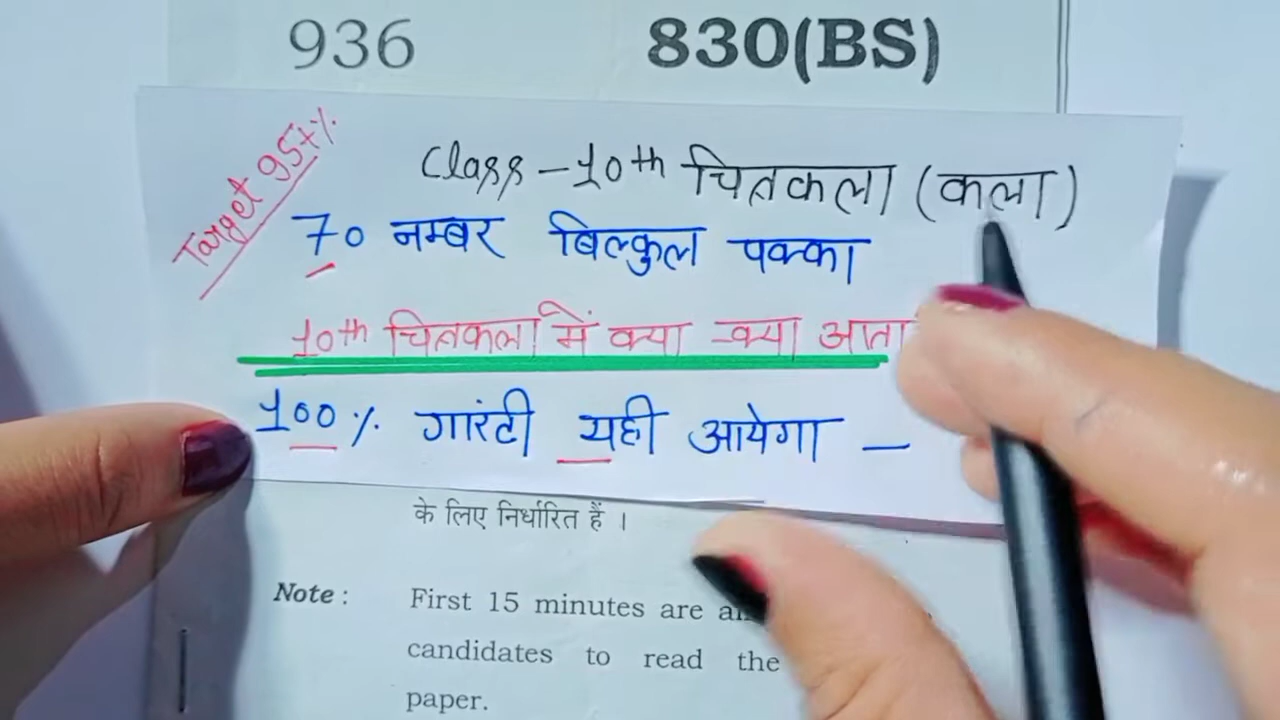 936 830(BS)
Target 95+%
Class - 10th चित्रकला (कला)
70 नम्बर बिल्कुल पक्का
10th चित्रकला में क्या -क्या आता
100% गारंटी यही आयेगा -
के लिए निर्धारित हैं ।
Note : First 15 minutes are
candidates to read the
paper.